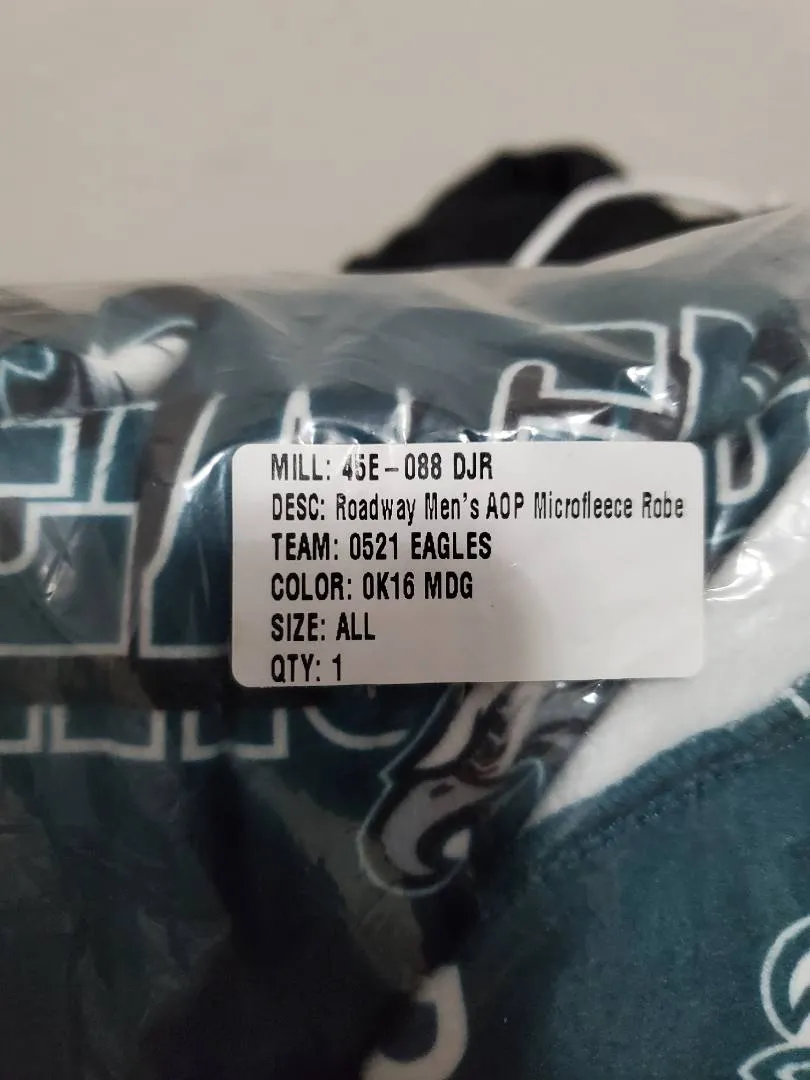 MILL: 45E-088 DJR
DESC: Roadway Men's AOP Microfleece Robe
TEAM: 0521 EAGLES
COLOR: 0K16 MDG
SIZE: ALL
QTY: 1